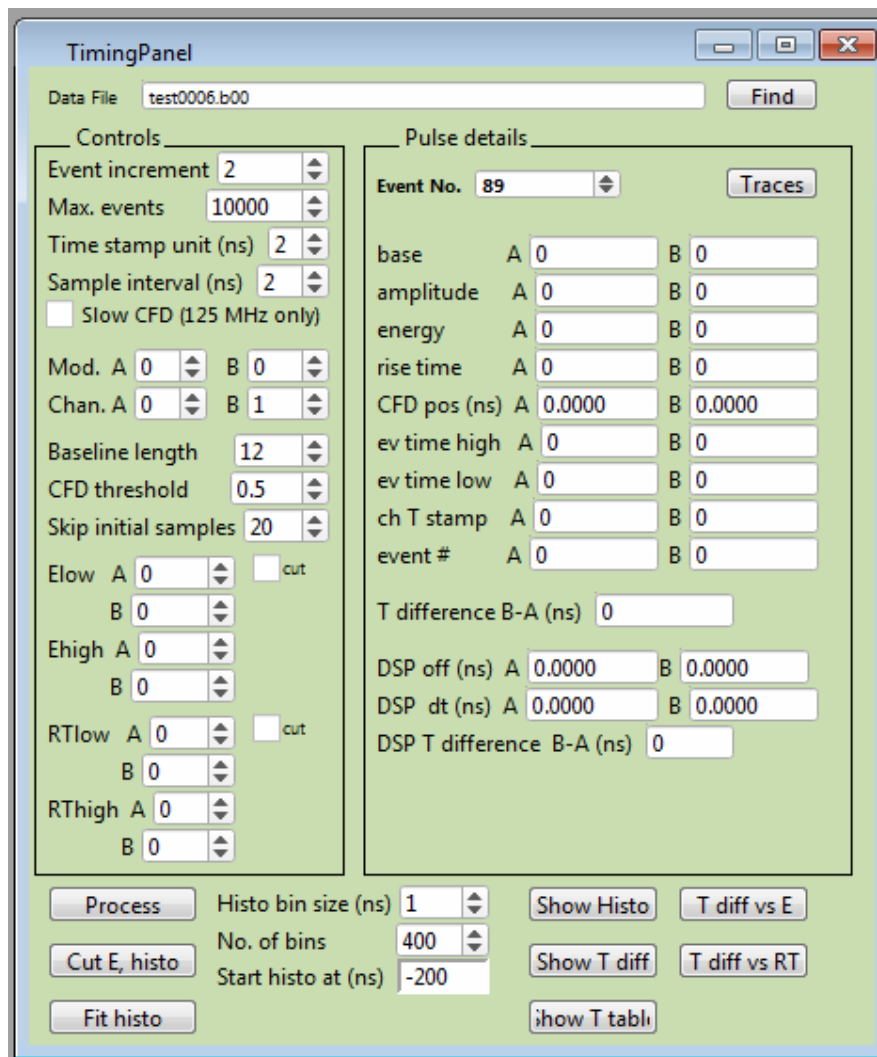 TimingPanel
Data File test0006.b00 Find
Controls
Event increment 2
Max. events 10000
Time stamp unit (ns) 2
Sample interval (ns) 2
Slow CFD (125 MHz only)
Mod. A 0 B 0
Chan. A 0 B 1
Baseline length 12
CFD threshold 0.5
Skip initial samples 20
Elow A 0 cut
B 0
Ehigh A 0
B 0
RTlow A 0 cut
B 0
RThigh A 0
B 0
Pulse details
Event No. 89 Traces
base A 0 B 0
amplitude A 0 B 0
energy A 0 B 0
rise time A 0 B 0
CFD pos (ns) A 0.0000 B 0.0000
ev time high A 0 B 0
ev time low A 0 B 0
ch T stamp A 0 B 0
event # A 0 B 0
T difference B-A (ns) 0
DSP off (ns) A 0.0000 B 0.0000
DSP dt (ns) A 0.0000 B 0.0000
DSP T difference B-A (ns) 0
Process Histo bin size (ns) 1 Show Histo T diff vs E
No. of bins 400
Cut E, histo Start histo at (ns) -200 Show T diff T diff vs RT
Fit histo how T tabl